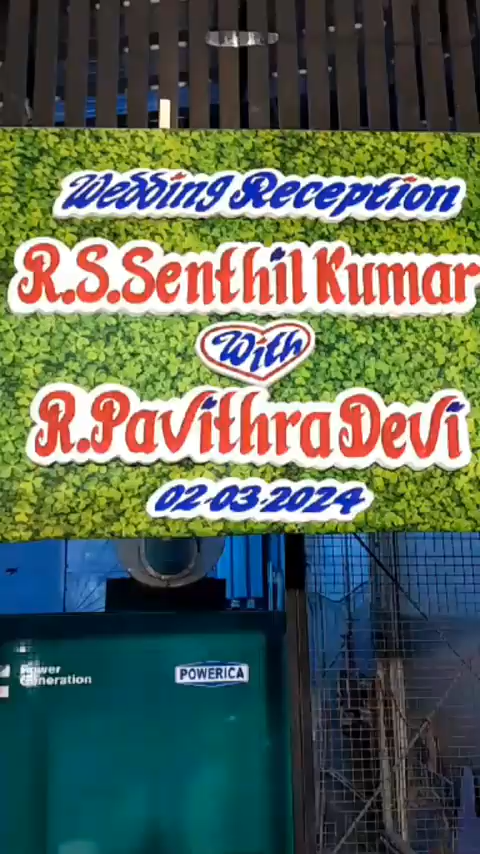 Wedding Reception
R.S.Senthil Kumar
With
R.Pavithra Devi
02-03-2024
Power
Generation
POWERICA